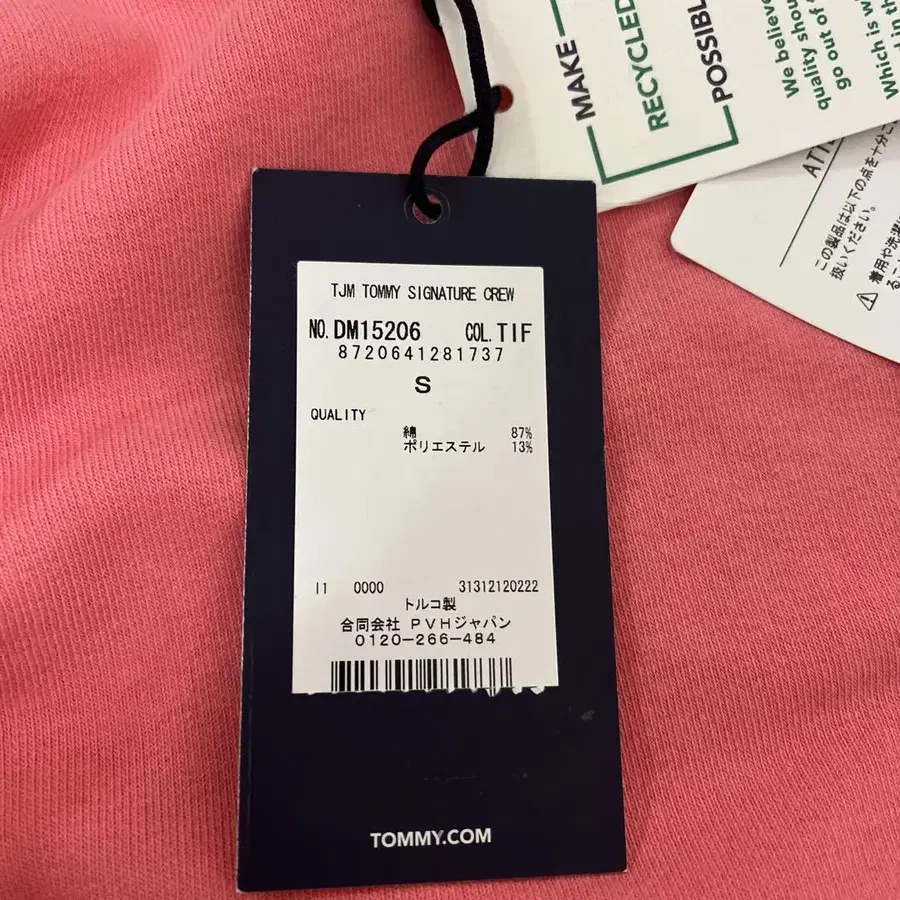 MAKE
RECYCLED
POSSIBL
We believe
quality shou
go out of
Which is w
この製品は以下の点を十分に
扱いください。
着用や洗濯
TJM TOMMY SIGNATURE CREW
NO. DM15206 COL. TIF
8720641281737
S
QUALITY
綿 87%
ポリエステル 13%
I1 0000 31312120222
トルコ製
合同会社 PVHジャパン
0120-266-484
TOMMY.COM